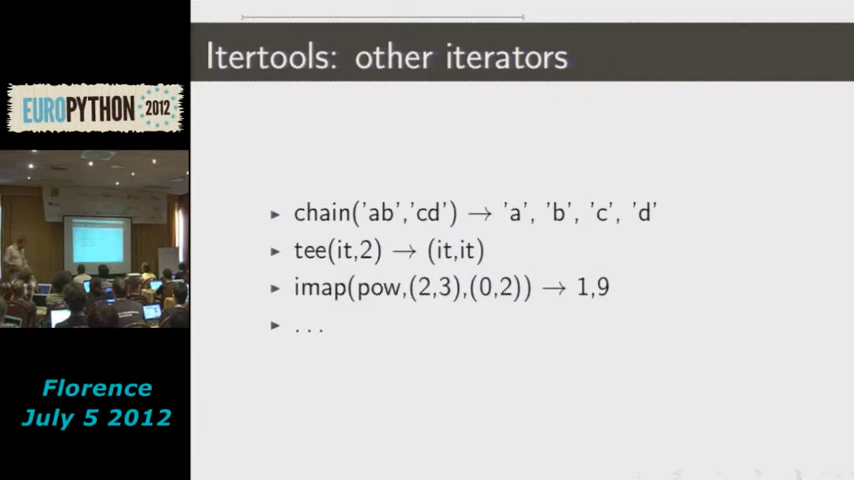 EUROPYTHON 2012
Florence
July 5 2012
Itertools: other iterators
▸ chain('ab','cd') → 'a', 'b', 'c', 'd'
▸ tee(it,2) → (it,it)
▸ imap(pow,(2,3),(0,2)) → 1,9
▸ ...